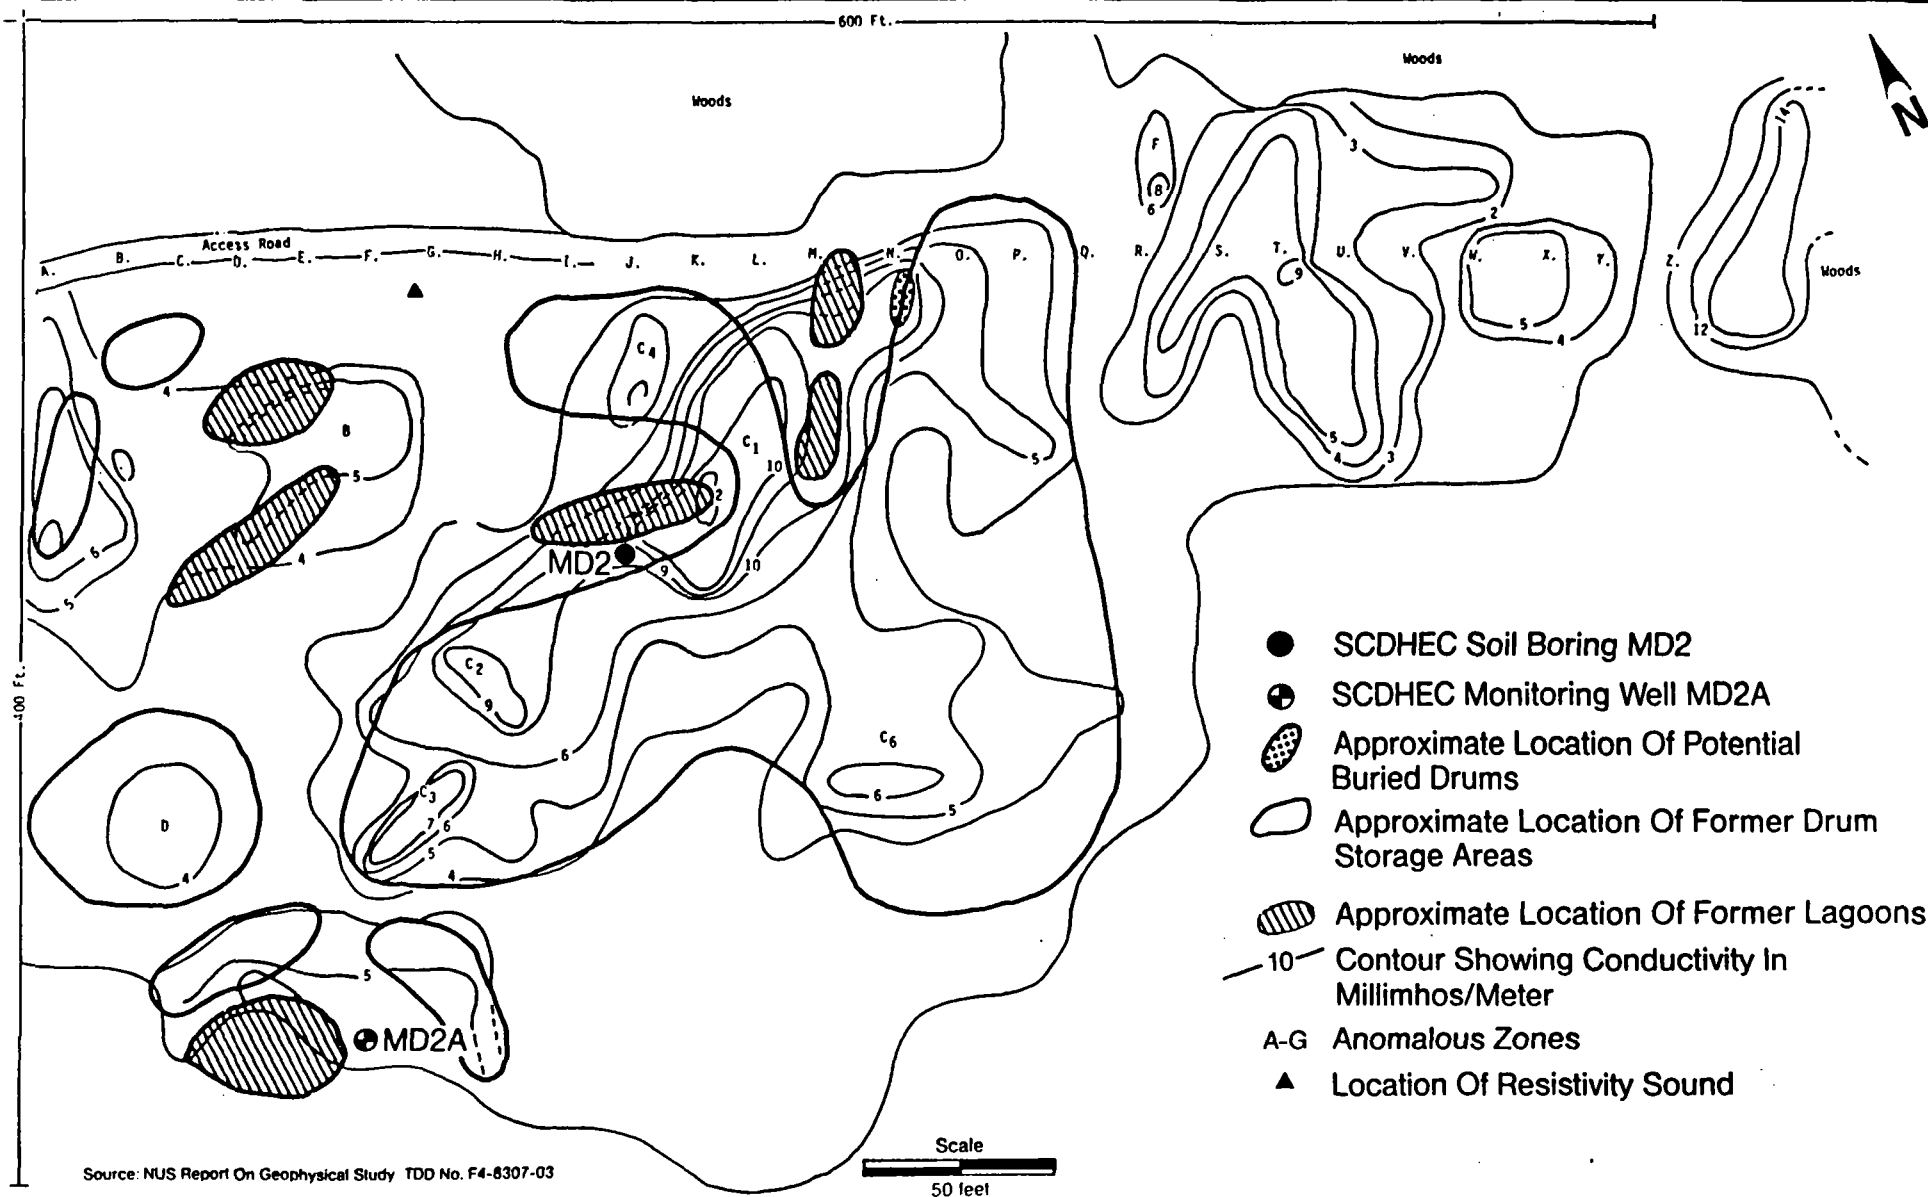 600 Ft.
Woods
Woods
N
14
3
F
8
6
2
Access Road
A. B. C. D. E. F. G. H. I. J. K. L. M. N. O. P. Q. R. S. T. U. V. W. X. Y. Z.
9
Woods
5
4
12
C4
4
B
C1
10
5
5
5
4
3
2
6
4
MD2
9
10
5
400 Ft.
C2
9
6
C6
C3
7 6
6
5
5
D
4
4
5
MD2A
SCDHEC Soil Boring MD2
SCDHEC Monitoring Well MD2A
Approximate Location Of Potential
Buried Drums
Approximate Location Of Former Drum
Storage Areas
Approximate Location Of Former Lagoons
10 Contour Showing Conductivity In
Millimhos/Meter
A-G Anomalous Zones
Location Of Resistivity Sound
Scale
50 feet
Source: NUS Report On Geophysical Study TDD No. F4-8307-03